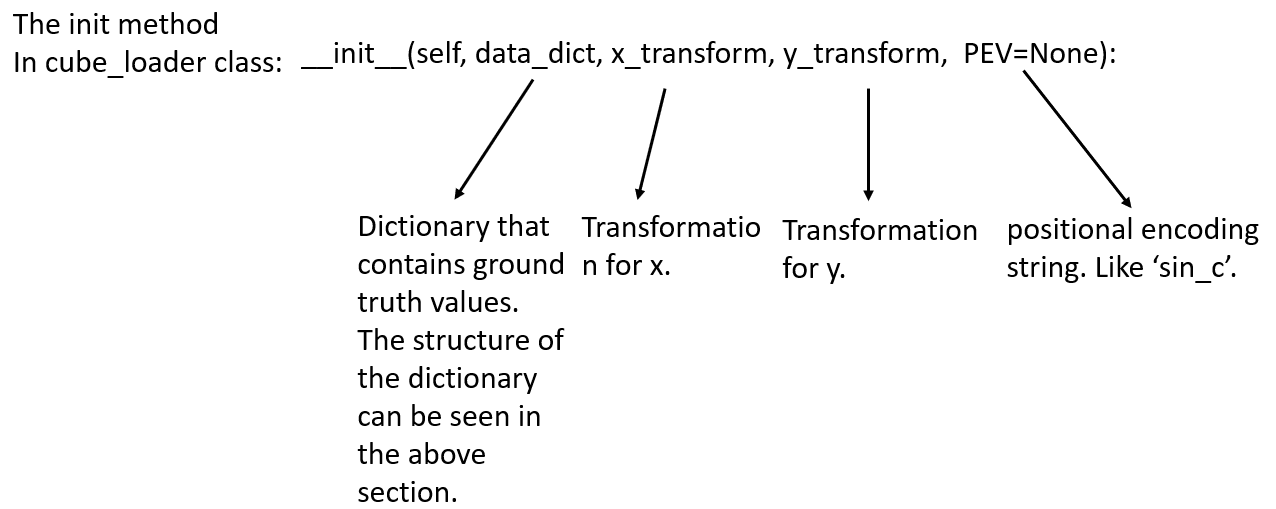 The init method
In cube_loader class: __init__(self, data_dict, x_transform, y_transform, PEV=None):
Dictionary that
contains ground
truth values.
The structure of
the dictionary
can be seen in
the above
section.
Transformatio
n for x.
Transformation
for y.
positional encoding
string. Like ‘sin_c’.